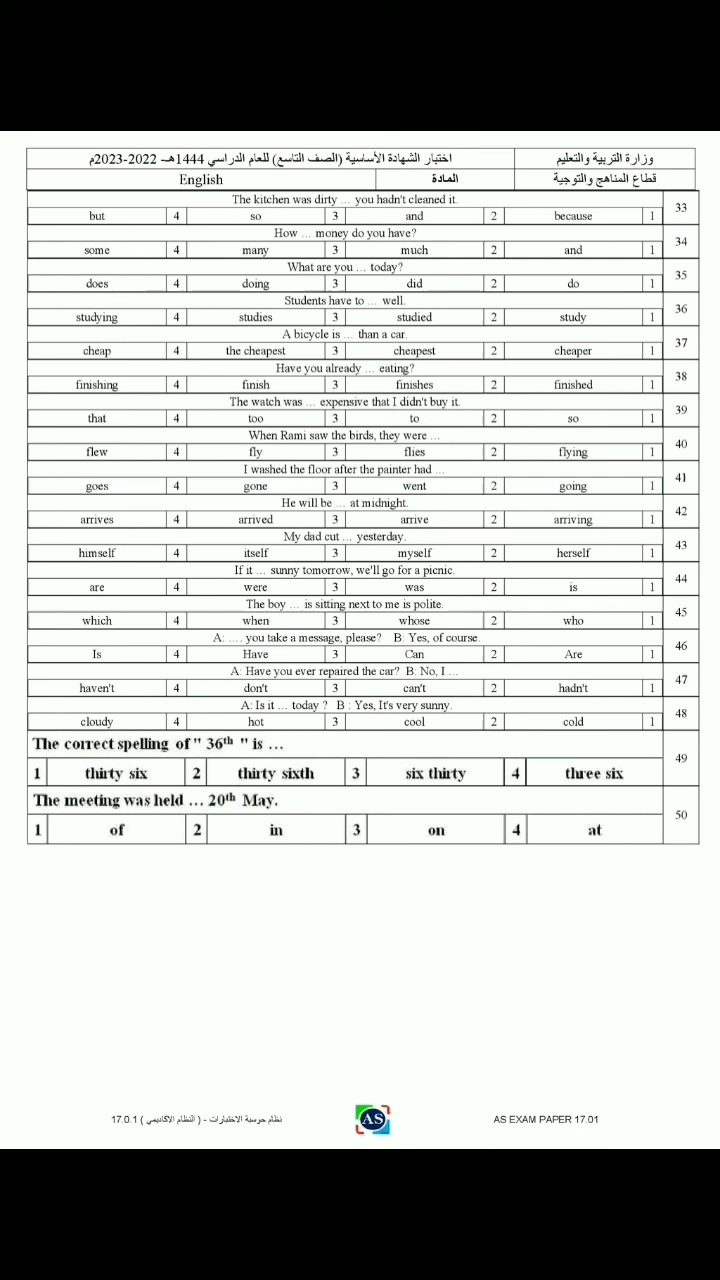 وزارة التربية والتعليم
اختبار الشهادة الأساسية (الصف التاسع) للعام الدراسي 1444هـ- 2022-2023م
قطاع المناهج والتوجية
المادة
English
33
The kitchen was dirty ... you hadn't cleaned it.
but 4 so 3 and 2 because 1
34
How ... money do you have?
some 4 many 3 much 2 and 1
35
What are you ... today?
does 4 doing 3 did 2 do 1
36
Students have to ... well.
studying 4 studies 3 studied 2 study 1
37
A bicycle is ... than a car.
cheap 4 the cheapest 3 cheapest 2 cheaper 1
38
Have you already ... eating?
finishing 4 finish 3 finishes 2 finished 1
39
The watch was ... expensive that I didn't buy it.
that 4 too 3 to 2 so 1
40
When Rami saw the birds, they were ...
flew 4 fly 3 flies 2 flying 1
41
I washed the floor after the painter had ...
goes 4 gone 3 went 2 going 1
42
He will be ... at midnight.
arrives 4 arrived 3 arrive 2 arriving 1
43
My dad cut ... yesterday.
himself 4 itself 3 myself 2 herself 1
44
If it ... sunny tomorrow, we'll go for a picnic.
are 4 were 3 was 2 is 1
45
The boy ... is sitting next to me is polite.
which 4 when 3 whose 2 who 1
46
A: .... you take a message, please? B: Yes, of course.
Is 4 Have 3 Can 2 Are 1
47
A: Have you ever repaired the car? B: No, I ...
haven't 4 don't 3 can't 2 hadn't 1
48
A: Is it ... today ? B : Yes, It's very sunny.
cloudy 4 hot 3 cool 2 cold 1
49
The correct spelling of " 36th " is ...
1 thirty six 2 thirty sixth 3 six thirty 4 three six
50
The meeting was held ... 20th May.
1 of 2 in 3 on 4 at
نظام حوسبة الاختبارات - ( النظام الاكاديمي ) 17.0.1
AS
AS EXAM PAPER 17.01